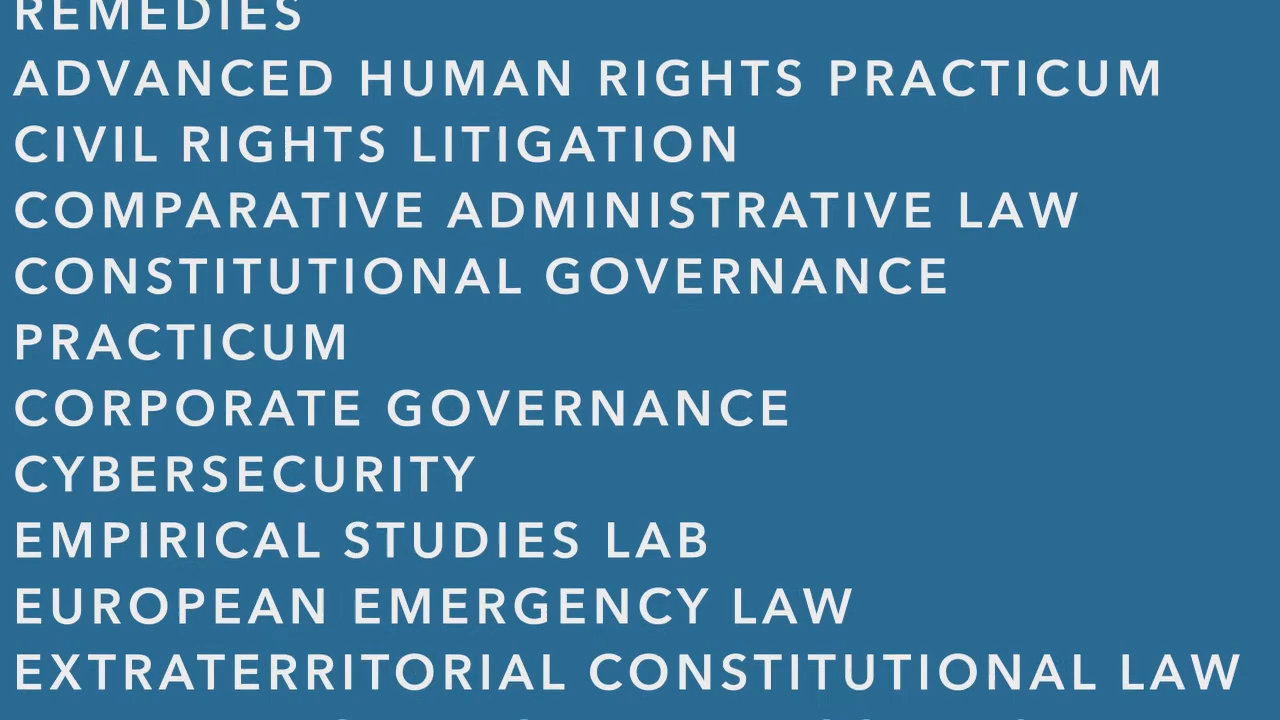 REMEDIES
ADVANCED HUMAN RIGHTS PRACTICUM
CIVIL RIGHTS LITIGATION
COMPARATIVE ADMINISTRATIVE LAW
CONSTITUTIONAL GOVERNANCE
PRACTICUM
CORPORATE GOVERNANCE
CYBERSECURITY
EMPIRICAL STUDIES LAB
EUROPEAN EMERGENCY LAW
EXTRATERRITORIAL CONSTITUTIONAL LAW